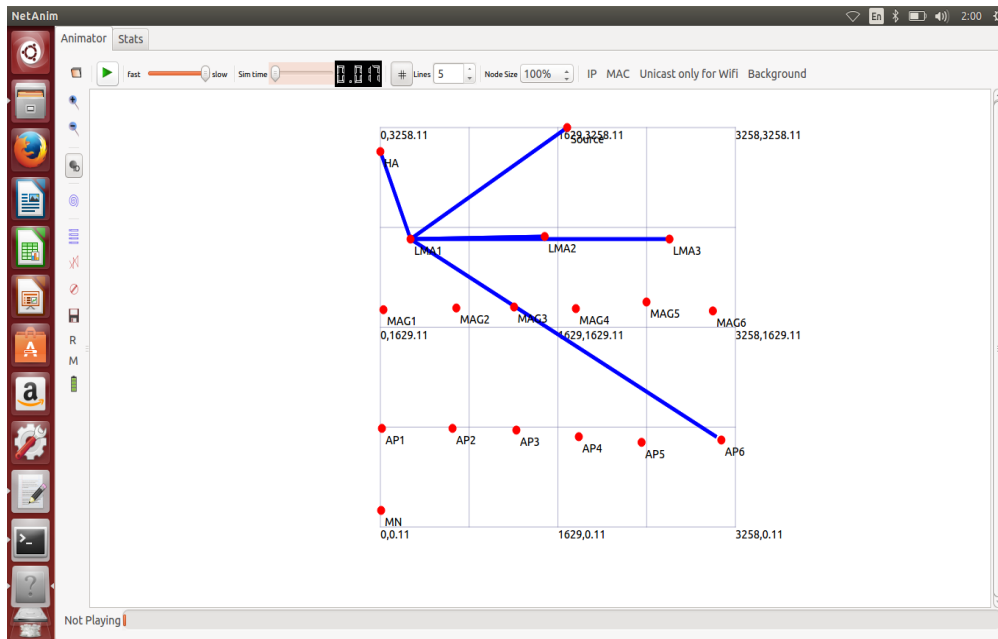 NetAnim
En
2:00
Animator Stats
fast slow Sim time 0.07 # Lines 5 Node Size 100% IP MAC Unicast only for Wifi Background
0,3258.11 1629,3258.11 3258,3258.11
Source
HA
LMA1 LMA2 LMA3
MAG1 MAG2 MAG3 MAG4 MAG5 MAG6
0,1629.11 1629,1629.11 3258,1629.11
R
M
AP1 AP2 AP3 AP4 AP5 AP6
MN
0,0.11 1629,0.11 3258,0.11
Not Playing